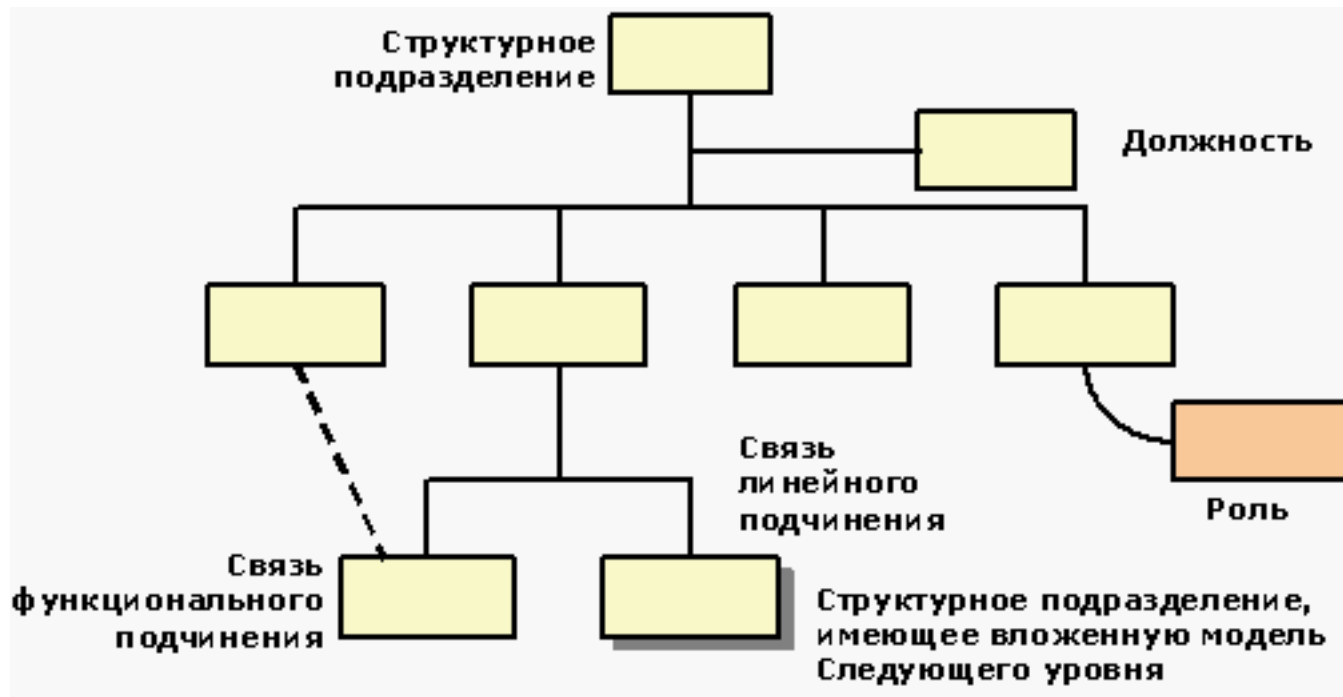 Структурное
подразделение
Должность
Связь
линейного
подчинения
Роль
Связь
функционального
подчинения
Структурное подразделение,
имеющее вложенную модель
Следующего уровня